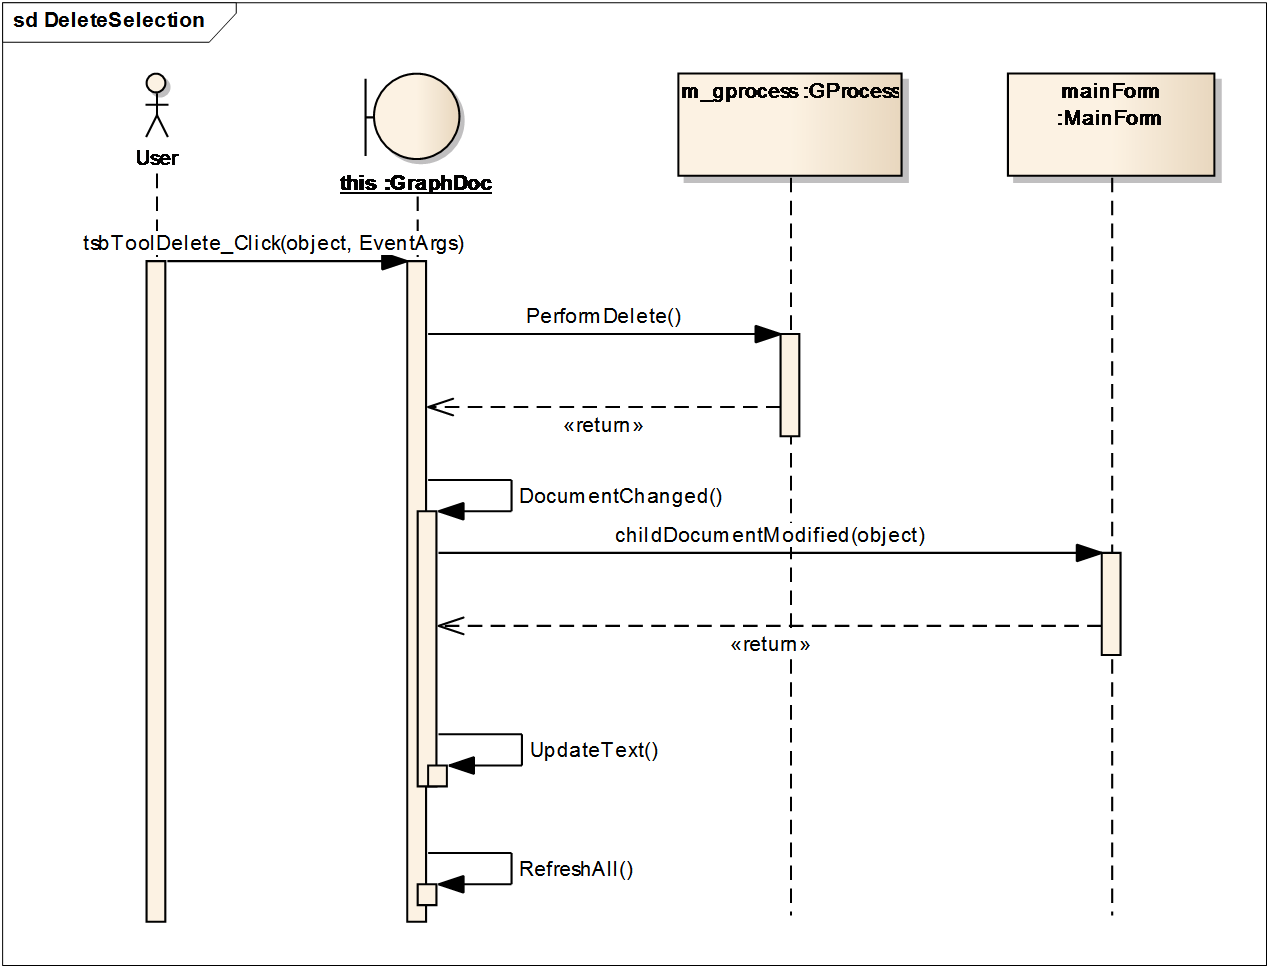 sd DeleteSelection
User
this :GraphDoc
m_gprocess :GProcess
mainForm
:MainForm
tsbToolDelete_Click(object, EventArgs)
PerformDelete()
«return»
DocumentChanged()
childDocumentModified(object)
«return»
UpdateText()
RefreshAll()